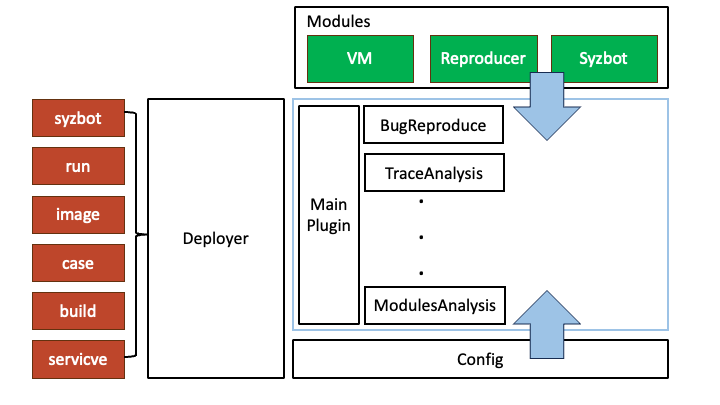 Modules
VM
Reproducer
Syzbot
syzbot
run
image
case
build
servicve
Deployer
Main
Plugin
BugReproduce
TraceAnalysis
.
.
.
ModulesAnalysis
Config